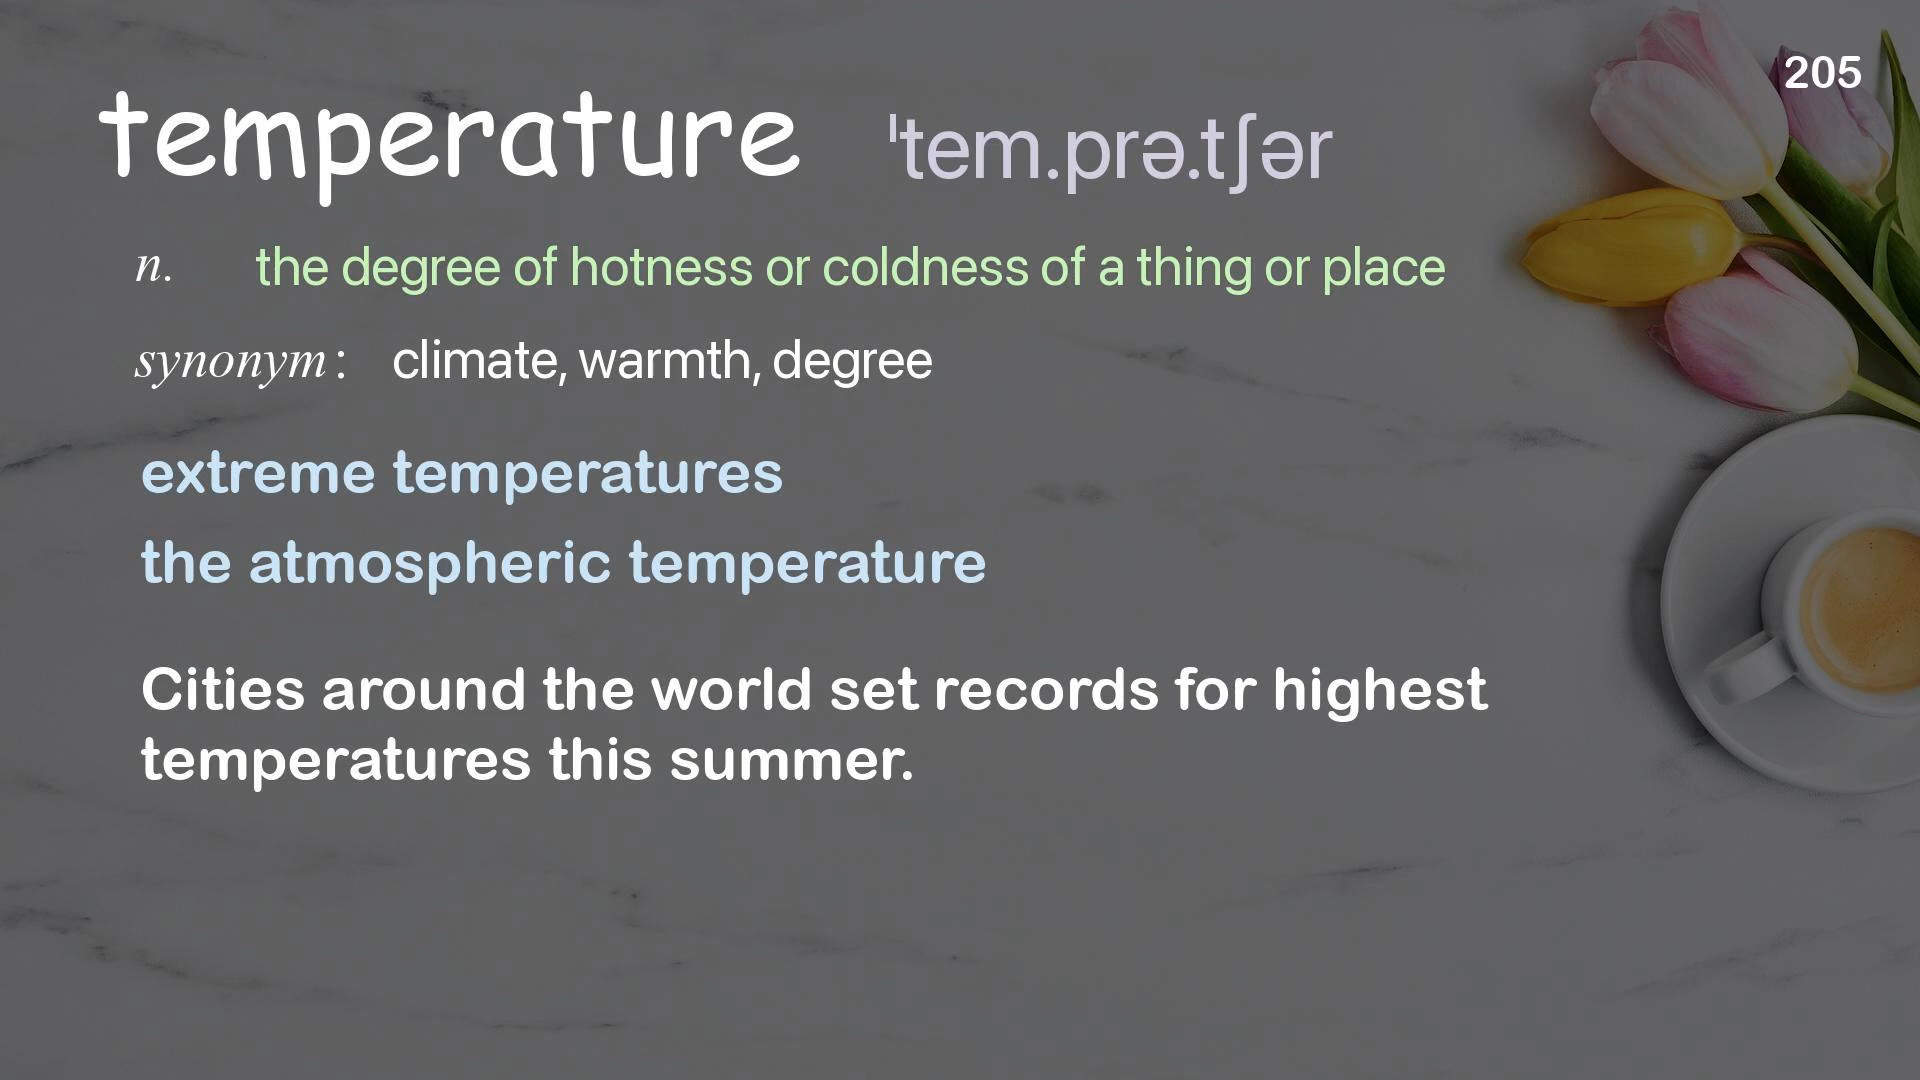 205
temperature ˈtem.prə.tʃər
n. the degree of hotness or coldness of a thing or place
synonym: climate, warmth, degree
extreme temperatures
the atmospheric temperature
Cities around the world set records for highest
temperatures this summer.